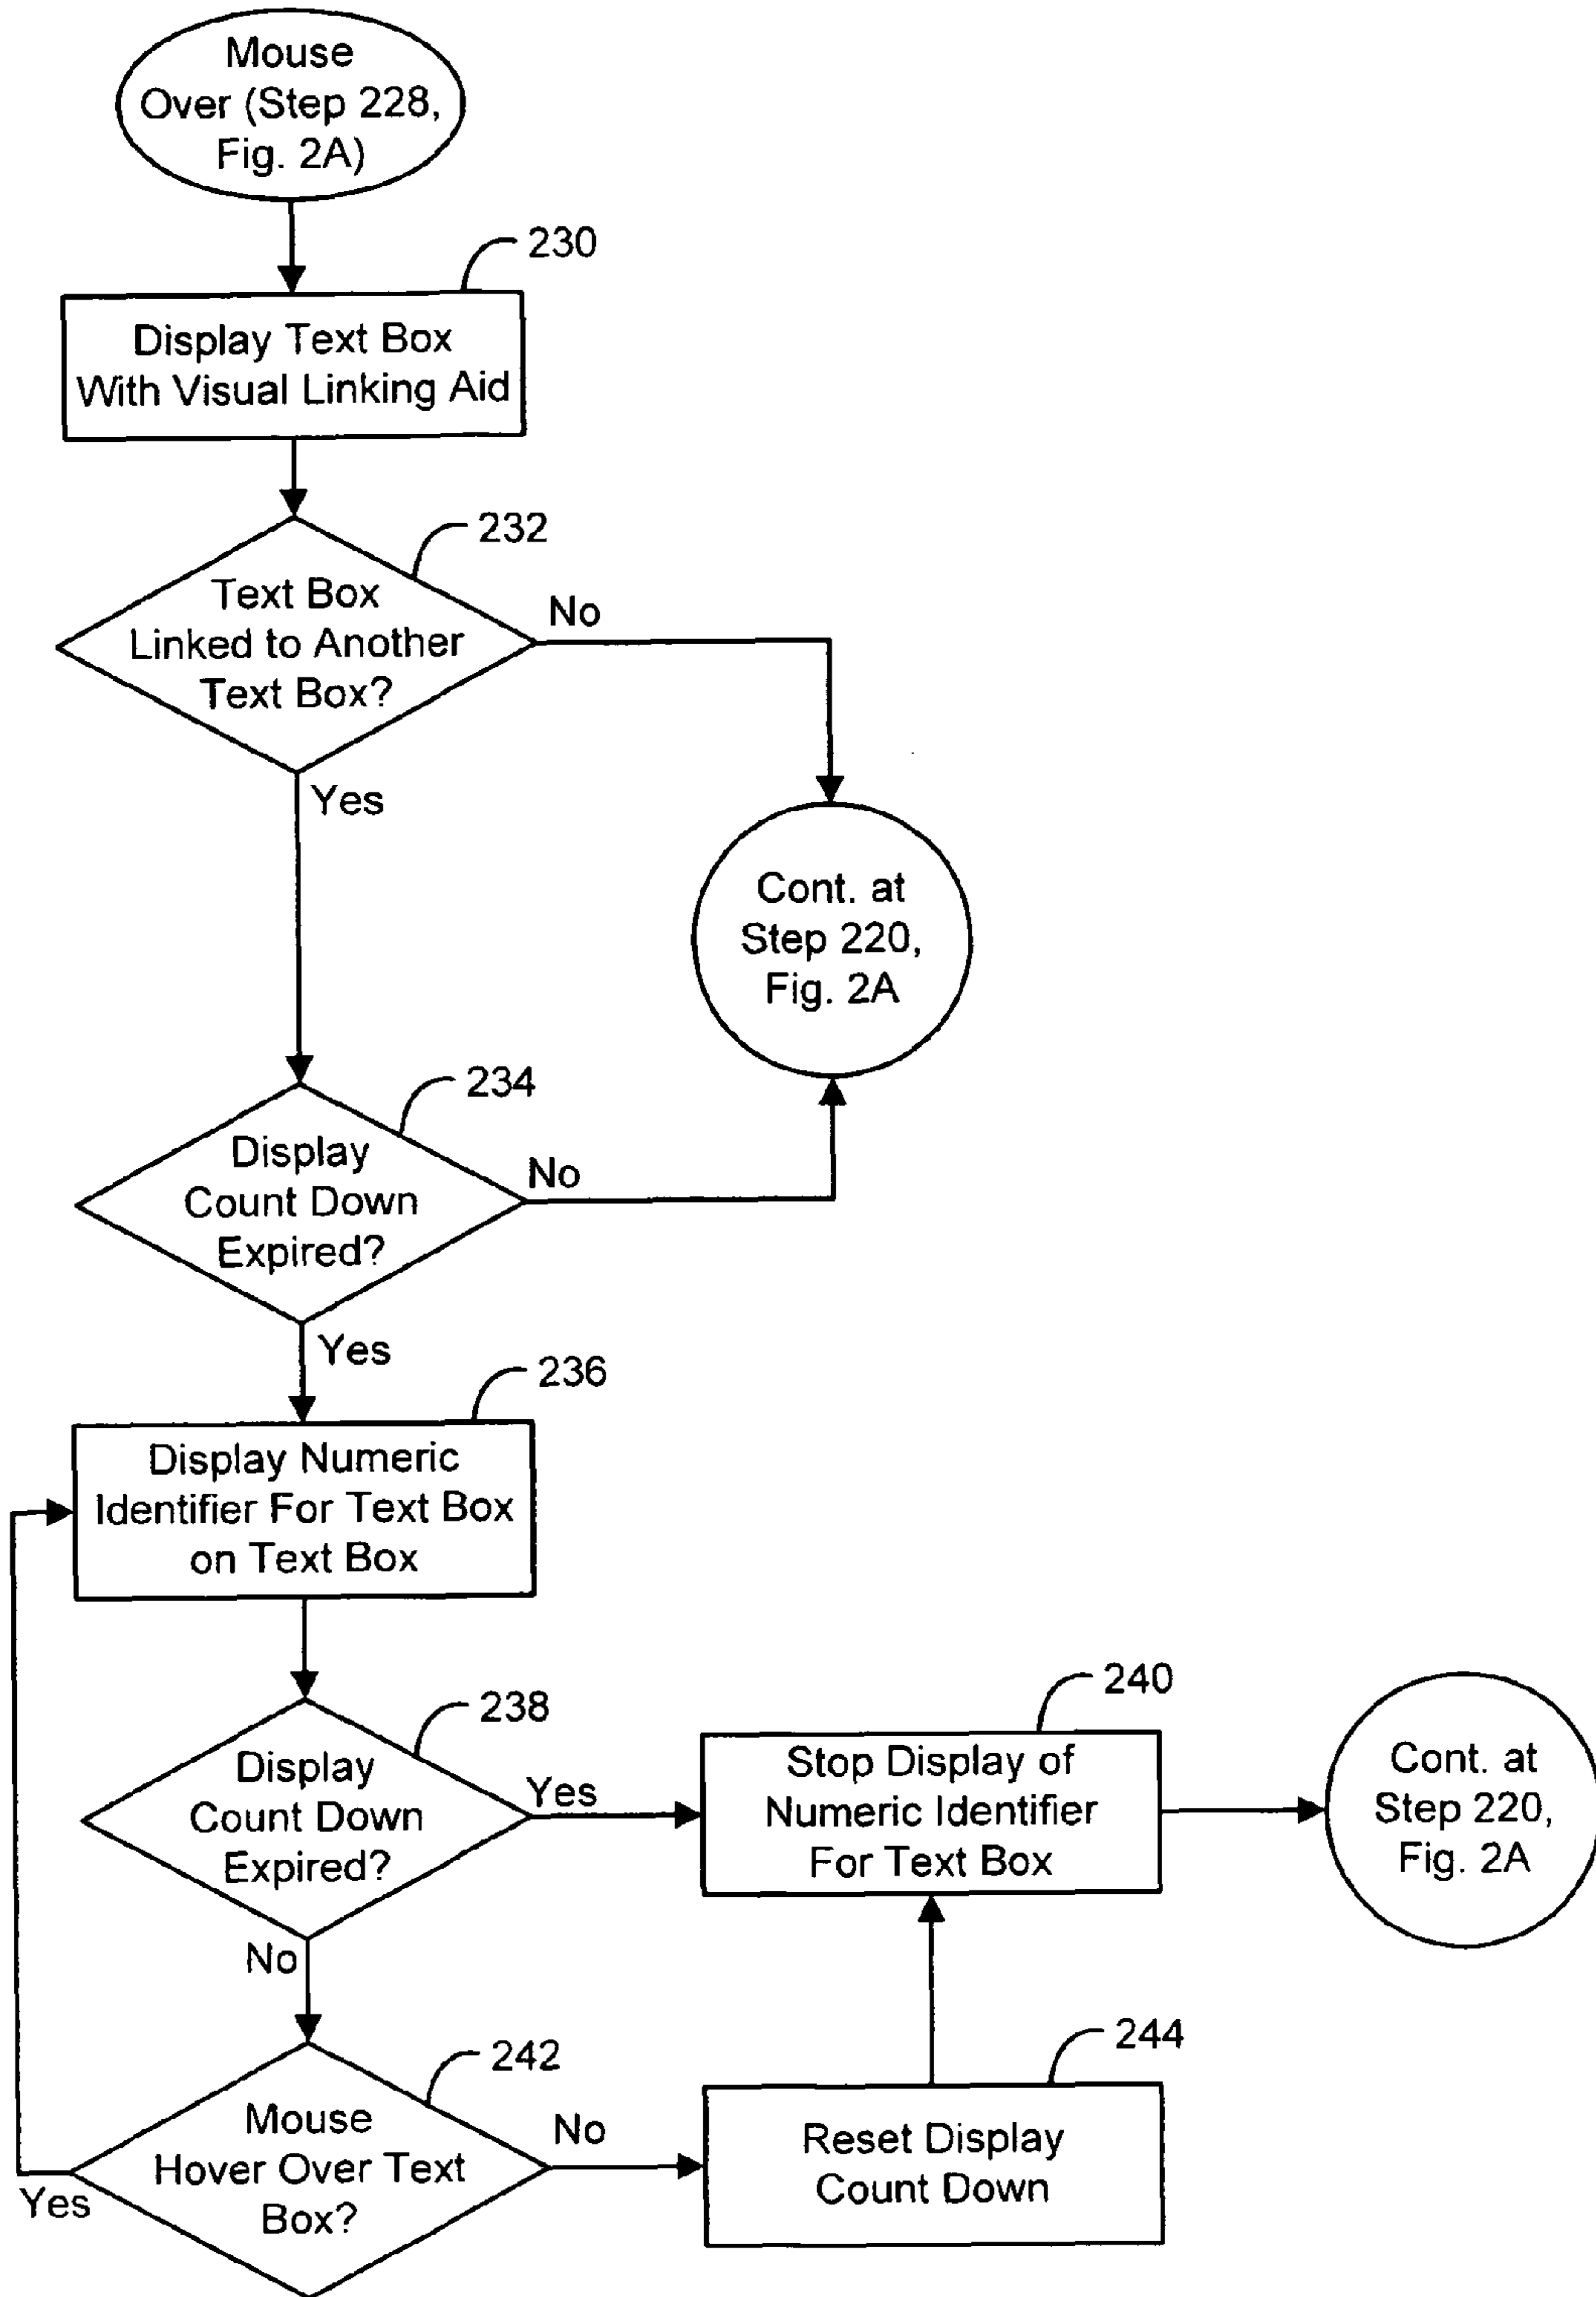 Mouse
Over (Step 228,
Fig. 2A)
230
Display Text Box
With Visual Linking Aid
232
Text Box
Linked to Another
Text Box?
No
Yes
Cont. at
Step 220,
Fig. 2A
234
Display
Count Down
Expired?
No
Yes
236
Display Numeric
Identifier For Text Box
on Text Box
238
Display
Count Down
Expired?
Yes
No
240
Stop Display of
Numeric Identifier
For Text Box
Cont. at
Step 220,
Fig. 2A
242
Mouse
Hover Over Text
Box?
Yes
No
244
Reset Display
Count Down